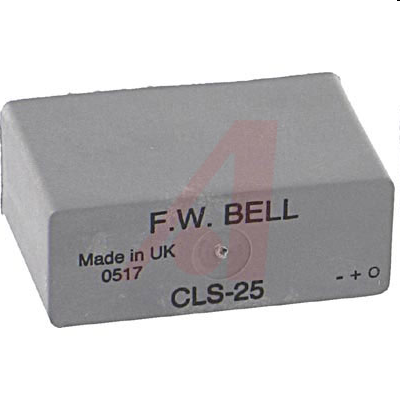 F.W. BELL
Made in UK
0517
CLS-25
- + o